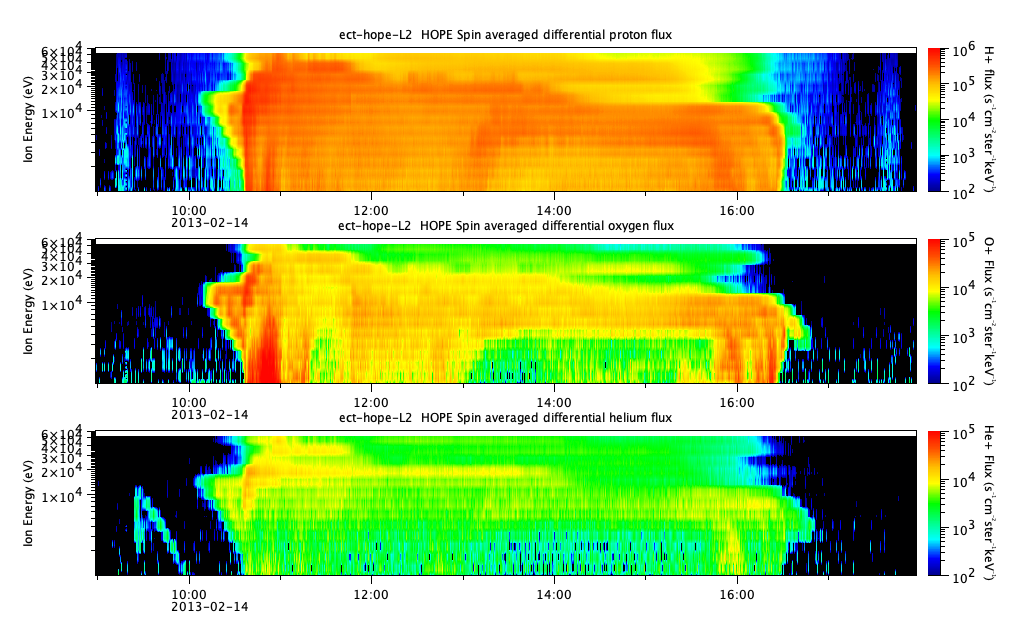 ect-hope-L2 HOPE Spin averaged differential proton flux
Ion Energy (eV)
6×10⁴
5×10⁴
4×10⁴
3×10⁴
2×10⁴
1×10⁴
10:00 12:00 14:00 16:00
2013-02-14
10⁶
10⁵
10⁴
10³
10²
H+ flux (s⁻¹cm⁻²ster⁻¹keV⁻¹)
ect-hope-L2 HOPE Spin averaged differential oxygen flux
Ion Energy (eV)
6×10⁴
5×10⁴
4×10⁴
3×10⁴
2×10⁴
1×10⁴
10:00 12:00 14:00 16:00
2013-02-14
10⁵
10⁴
10³
10²
O+ Flux (s⁻¹cm⁻²ster⁻¹keV⁻¹)
ect-hope-L2 HOPE Spin averaged differential helium flux
Ion Energy (eV)
6×10⁴
5×10⁴
4×10⁴
3×10⁴
2×10⁴
1×10⁴
10:00 12:00 14:00 16:00
2013-02-14
10⁵
10⁴
10³
10²
He+ Flux (s⁻¹cm⁻²ster⁻¹keV⁻¹)